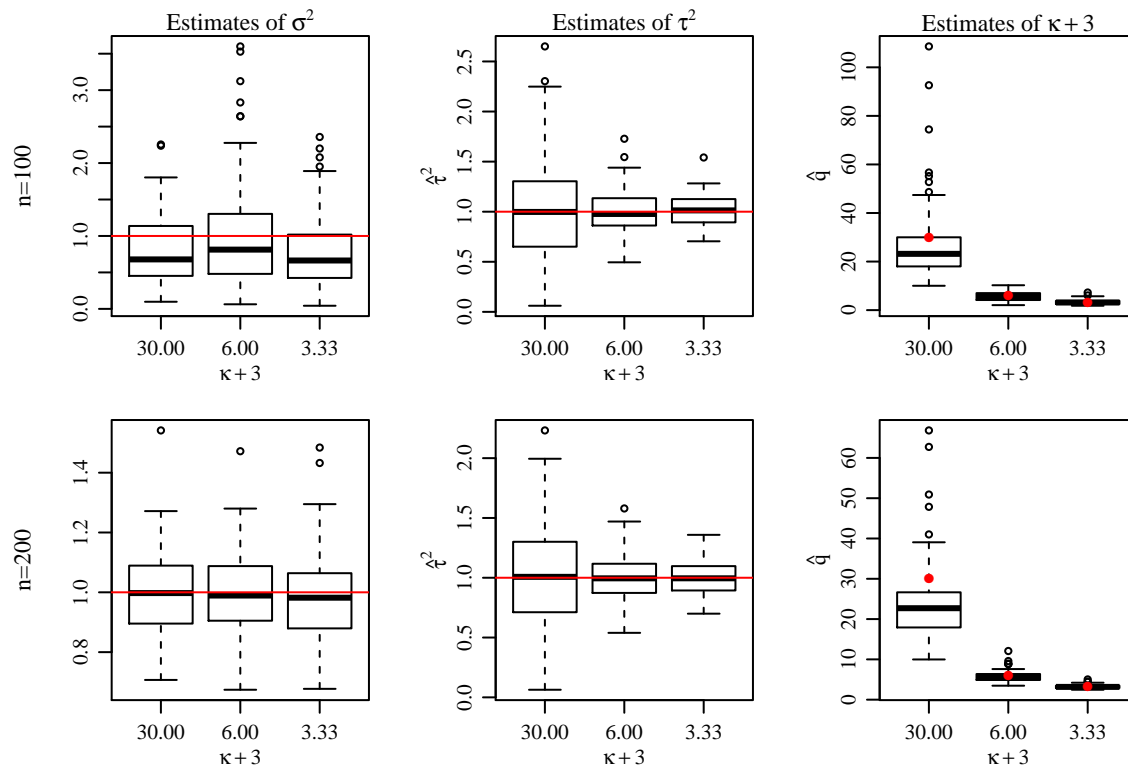 Estimates of σ²
Estimates of τ²
Estimates of κ+3
n=100
0.0 1.0 2.0 3.0
30.00 6.00 3.33
κ+3
τ̂²
0.0 0.5 1.0 1.5 2.0 2.5
30.00 6.00 3.33
κ+3
q̂
0 20 40 60 80 100
30.00 6.00 3.33
κ+3
n=200
0.8 1.0 1.2 1.4
30.00 6.00 3.33
κ+3
τ̂²
0.0 0.5 1.0 1.5 2.0
30.00 6.00 3.33
κ+3
q̂
0 10 20 30 40 50 60
30.00 6.00 3.33
κ+3